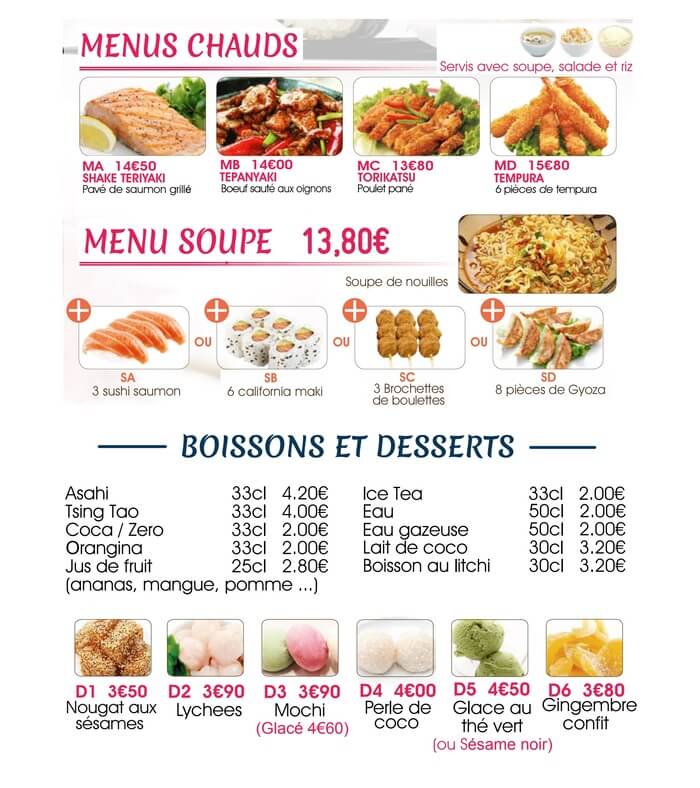 MENUS CHAUDS
Servis avec soupe, salade et riz
MA 14€50
SHAKE TERIYAKI
Pavé de saumon grillé
MB 14€00
TEPANYAKI
Boeuf sauté aux oignons
MC 13€80
TORIKATSU
Poulet pané
MD 15€80
TEMPURA
6 pièces de tempura
MENU SOUPE 13,80€
Soupe de nouilles
+ OU + OU + OU +
SA
3 sushi saumon
SB
6 california maki
SC
3 Brochettes
de boulettes
SD
8 pièces de Gyoza
BOISSONS ET DESSERTS
Asahi 33cl 4.20€
Tsing Tao 33cl 4.00€
Coca / Zero 33cl 2.00€
Orangina 33cl 2.00€
Jus de fruit 25cl 2.80€
(ananas, mangue, pomme ...)
Ice Tea 33cl 2.00€
Eau 50cl 2.00€
Eau gazeuse 50cl 2.00€
Lait de coco 30cl 3.20€
Boisson au litchi 30cl 3.20€
D1 3€50
Nougat aux
sésames
D2 3€90
Lychees
D3 3€90
Mochi
(Glacé 4€60)
D4 4€00
Perle de
coco
D5 4€50
Glace au
thé vert
(ou Sésame noir)
D6 3€80
Gingembre
confit